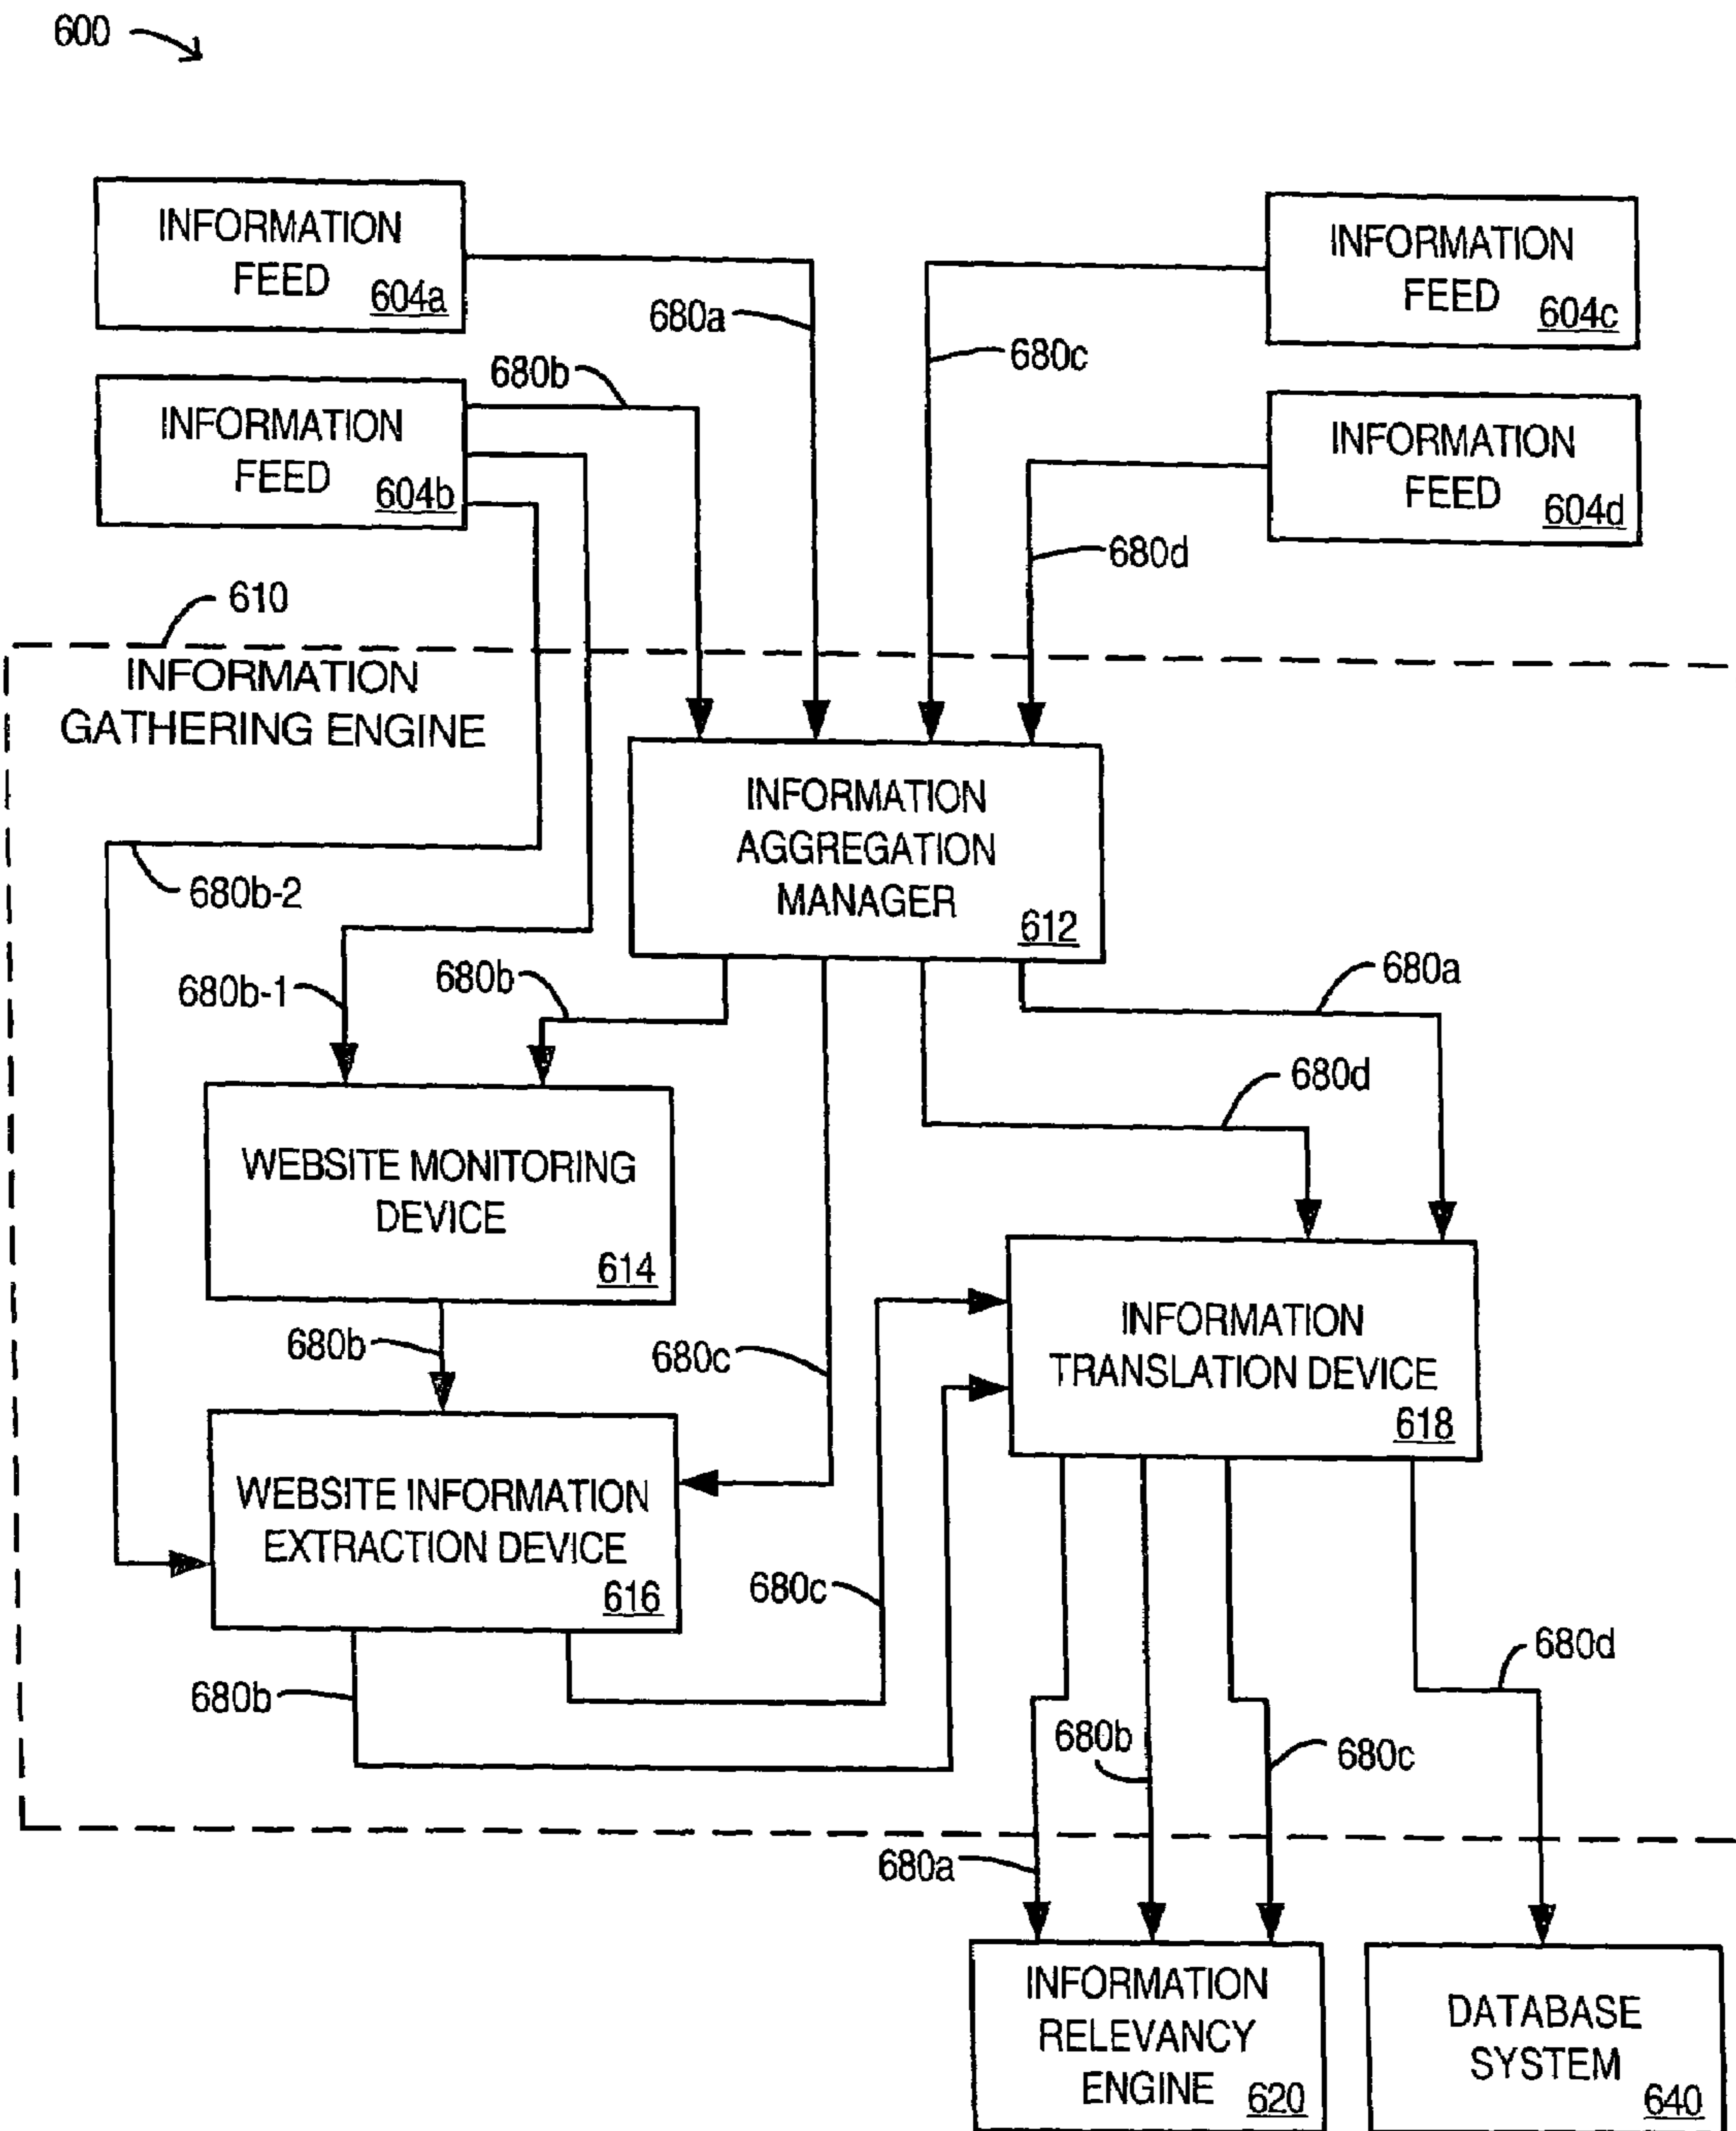 600
INFORMATION
FEED
604a
INFORMATION
FEED
604c
680a
680c
680b
INFORMATION
FEED
604b
INFORMATION
FEED
604d
680d
610
INFORMATION
GATHERING ENGINE
INFORMATION
AGGREGATION
MANAGER
612
680b-2
680b-1
680b
680a
680d
WEBSITE MONITORING
DEVICE
614
680b
680c
INFORMATION
TRANSLATION DEVICE
618
WEBSITE INFORMATION
EXTRACTION DEVICE
616
680c
680b
680d
680b
680c
680a
INFORMATION
RELEVANCY
ENGINE
620
DATABASE
SYSTEM
640